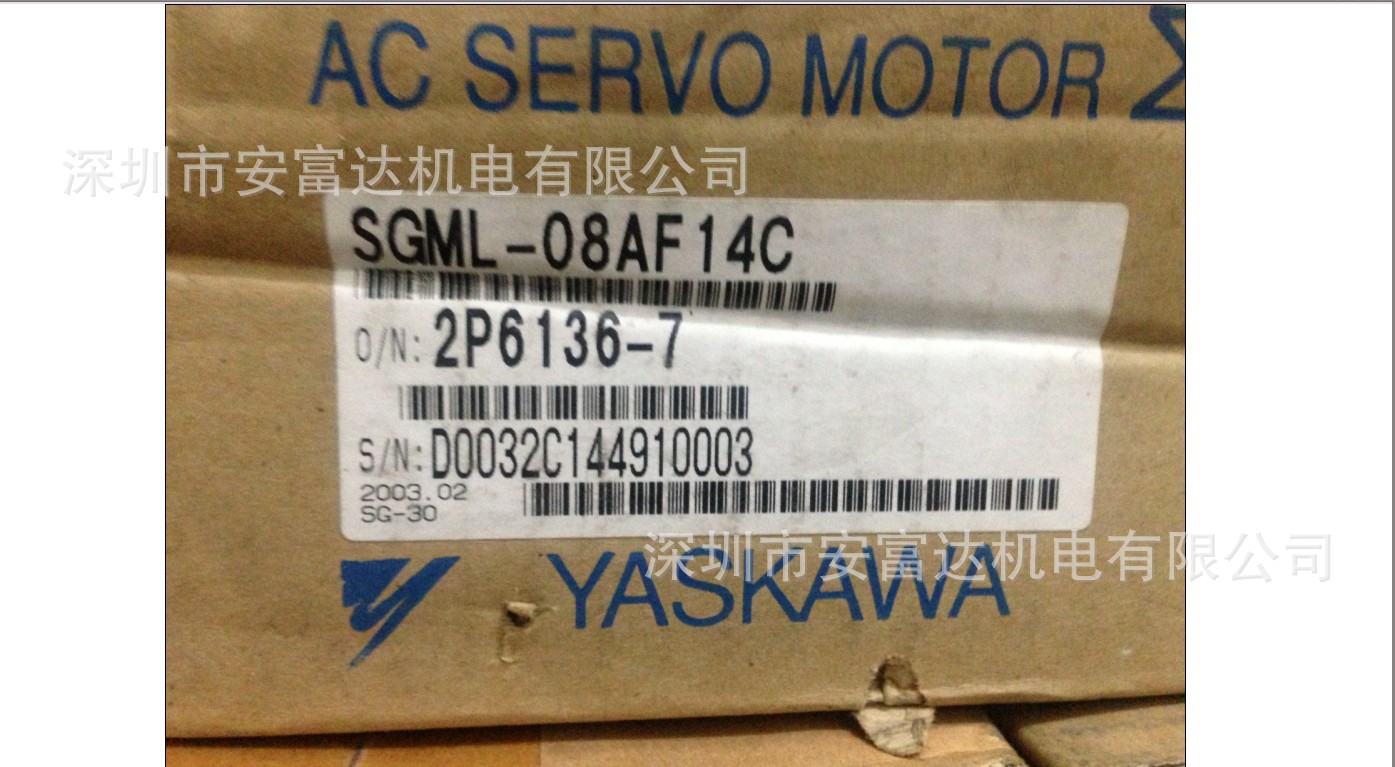 AC SERVO MOTOR Σ
深圳市安富达机电有限公司
SGML-08AF14C
O/N: 2P6136-7
S/N: D0032C144910003
2003.02
SG-30
深圳市安富达机电有限公司
YASKAWA